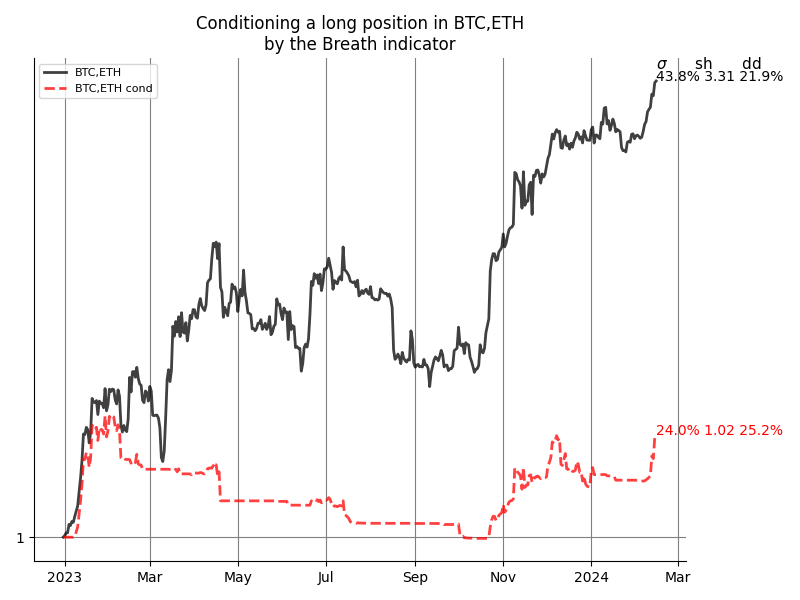 Conditioning a long position in BTC,ETH
by the Breath indicator
σ sh dd
43.8% 3.31 21.9%
BTC,ETH
BTC,ETH cond
24.0% 1.02 25.2%
1
2023 Mar May Jul Sep Nov 2024 Mar